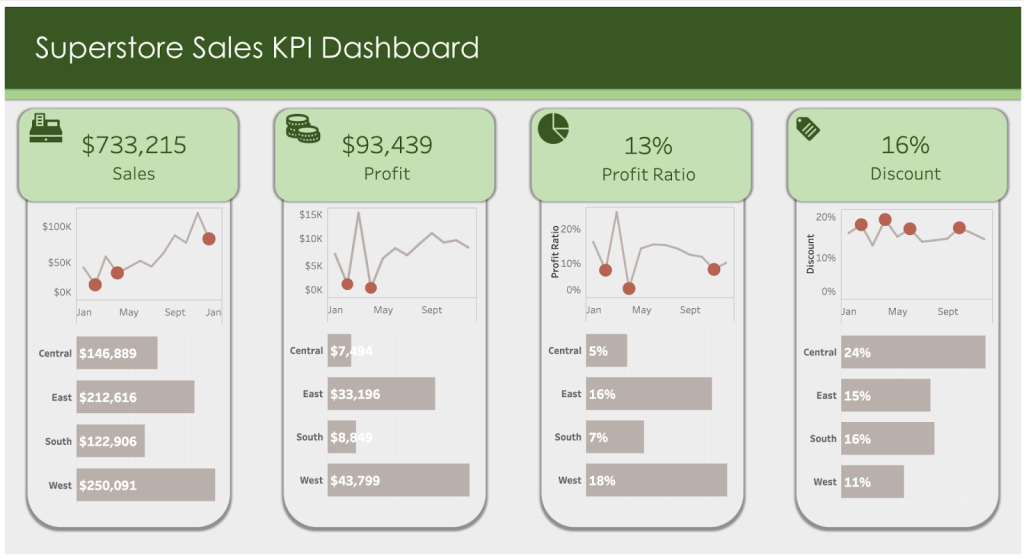 Superstore Sales KPI Dashboard
$733,215
Sales
$100K
$50K
$0K
Jan May Sept Jan
Central $146,889
East $212,616
South $122,906
West $250,091
$93,439
Profit
$15K
$10K
$5K
$0K
Jan May Sept
Central $7,494
East $33,196
South $8,849
West $43,799
13%
Profit Ratio
Profit Ratio
20%
10%
0%
Jan May Sept
Central 5%
East 16%
South 7%
West 18%
16%
Discount
Discount
20%
10%
0%
Jan May Sept
Central 24%
East 15%
South 16%
West 11%